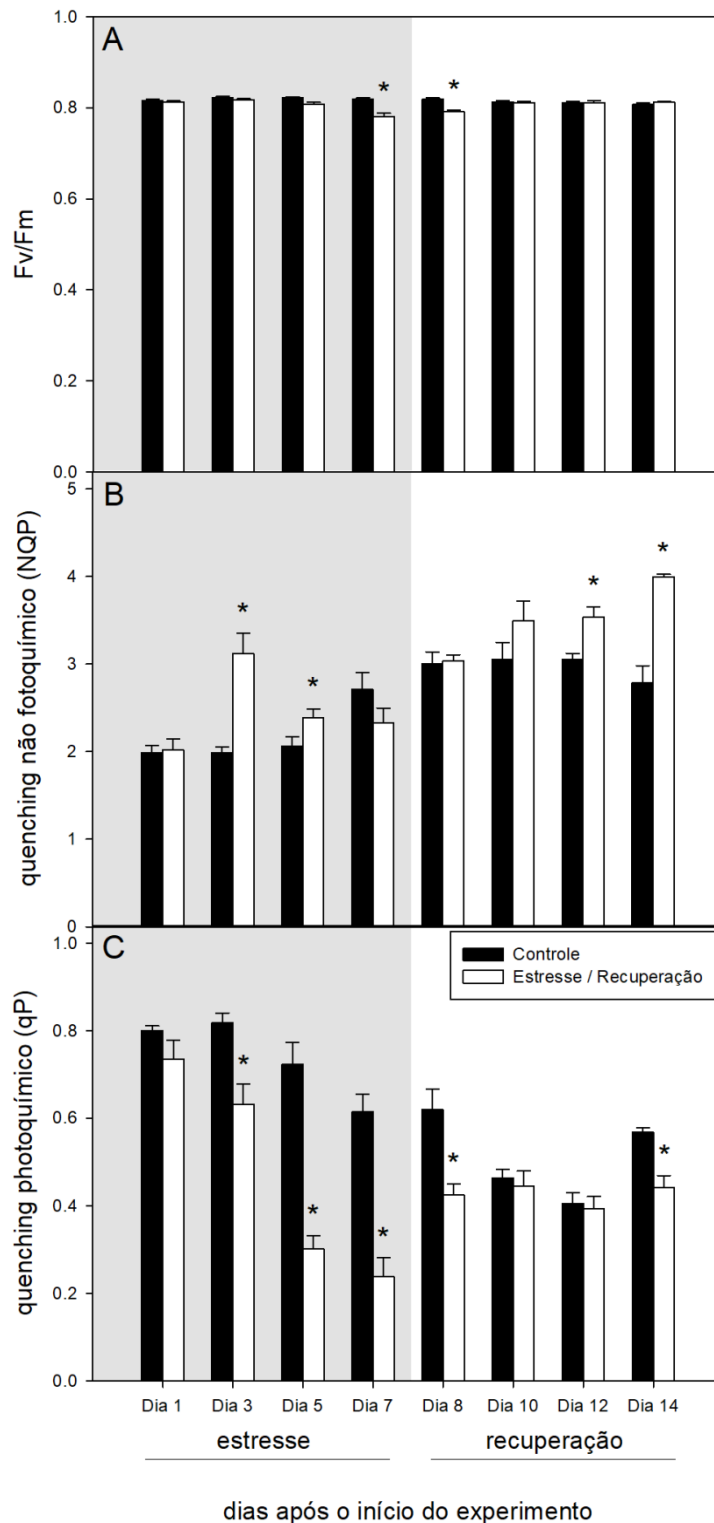 A
1.0
0.8
0.6
0.4
0.2
0.0
Fv/Fm
*
*
B
5
4
3
2
1
0
quenching não fotoquímico (NQP)
*
*
*
*
C
1.0
0.8
0.6
0.4
0.2
0.0
quenching photoquímico (qP)
Controle
Estresse / Recuperação
*
*
*
*
*
Dia 1 Dia 3 Dia 5 Dia 7 Dia 8 Dia 10 Dia 12 Dia 14
estresse recuperação
dias após o início do experimento